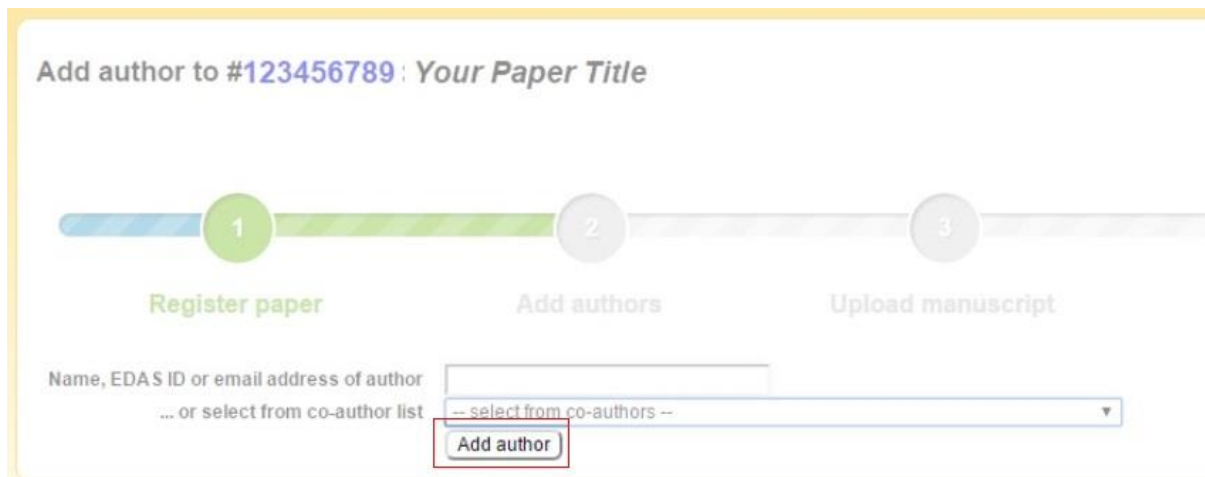 Add author to #123456789 : Your Paper Title
1
2
3
Register paper
Add authors
Upload manuscript
Name, EDAS ID or email address of author
... or select from co-author list
-- select from co-authors --
Add author